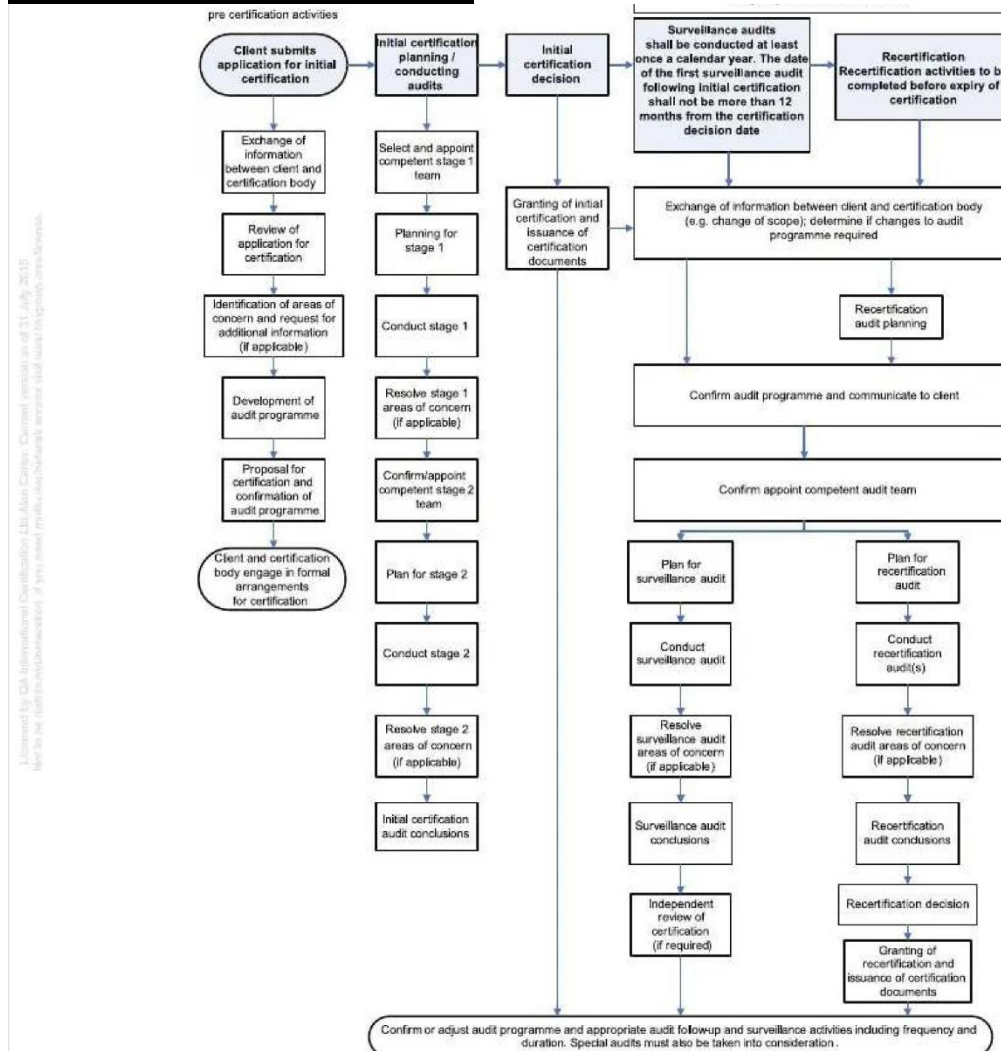 pre certification activities
Client submits
application for initial
certification
Initial certification
planning /
conducting
audits
Initial
certification
decision
Surveillance audits
shall be conducted at least
once a calendar year. The date
of the first surveillance audit
following initial certification
shall not be more than 12
months from the certification
decision date
Recertification
Recertification activities to b
completed before expiry of
certification
Exchange of
information
between client and
certification body
Review of
application for
certification
Identification of areas of
concern and request for
additional information
(if applicable)
Development of
audit programme
Proposal for
certification and
confirmation of
audit programme
Client and certification
body engage in formal
arrangements
for certification
Select and appoint
competent stage 1
team
Planning for
stage 1
Conduct stage 1
Resolve stage 1
areas of concern
(if applicable)
Confirm/appoint
competent stage 2
team
Plan for stage 2
Conduct stage 2
Resolve stage 2
areas of concern
(if applicable)
Initial certification
audit conclusions
Granting of initial
certification and
issuance of
certification
documents
Exchange of information between client and certification body
(e.g. change of scope); determine if changes to audit
programme required
Recertification
audit planning
Confirm audit programme and communicate to client
Confirm appoint competent audit team
Plan for
surveillance audit
Conduct
surveillance audit
Resolve
surveillance audit
areas of concern
(if applicable)
Surveillance audit
conclusions
Independent
review of
certification
(if required)
Plan for
recertification
audit
Conduct
recertification
audit(s)
Resolve recertification
audit areas of concern
(if applicable)
Recertification
audit conclusions
Recertification decision
Granting of
recertification and
issuance of certification
documents
Confirm or adjust audit programme and appropriate audit follow-up and surveillance activities including frequency and
duration. Special audits must also be taken into consideration.
Licensed by QA International Certification Ltd Alan Current version as of 31 July 2015